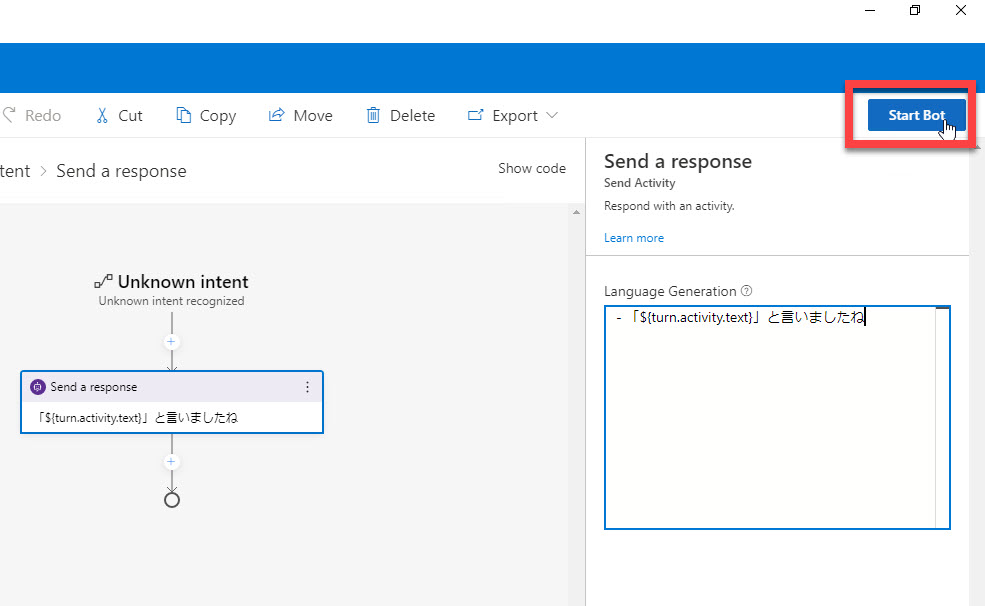 Redo Cut Copy Move Delete Export Start Bot
tent > Send a response Show code
Unknown intent
Unknown intent recognized
Send a response
「${turn.activity.text}」と言いましたね
Send a response
Send Activity
Respond with an activity.
Learn more
Language Generation
- 「${turn.activity.text}」と言いましたね